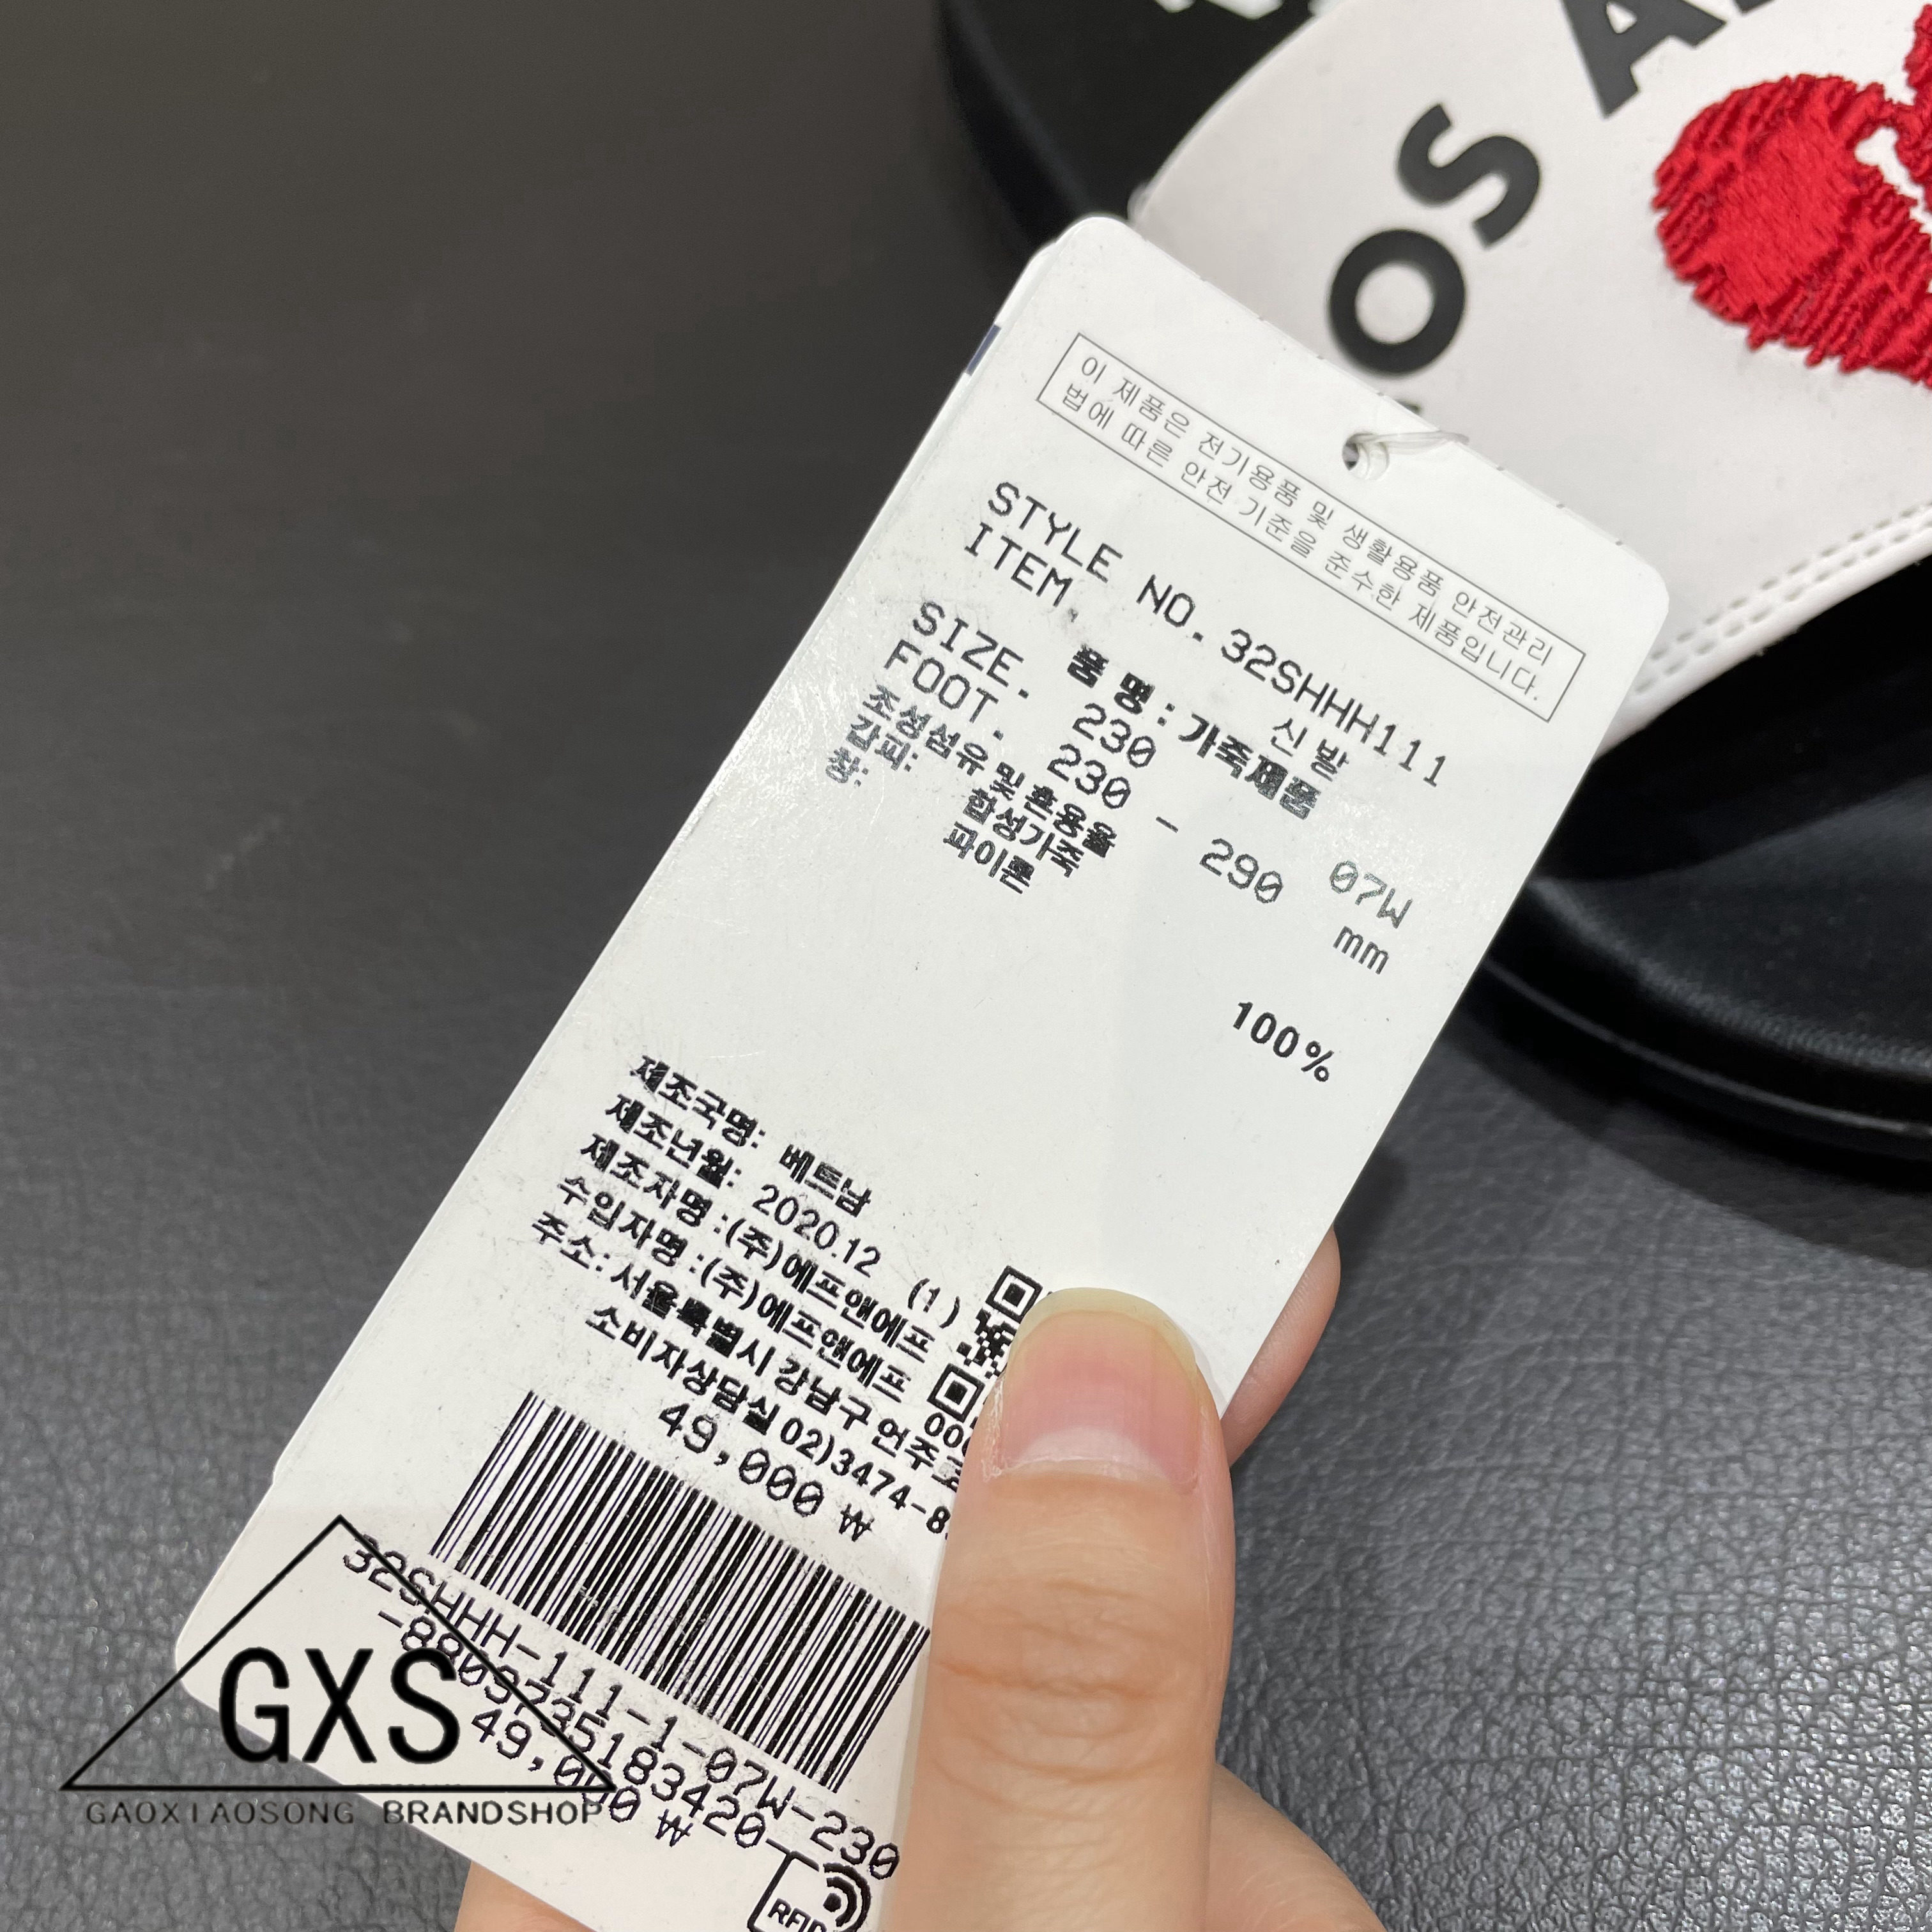 OS A
이 제품은 전기용품 및 생활용품 안전관리
법에 따른 안전 기준을 준수한 제품입니다.
STYLE NO. 32SHHH111
ITEM. 신발
품 명 : 가죽제품
SIZE. 230 07W
FOOT. 230 - 290 mm
조성섬유 및 혼용율
갑피: 합성가죽 100%
창: 파이론
제조국명: 베트남
제조년월: 2020.12 (1)
제조자명 :(주)에프앤에프
수입자명 :(주)에프앤에프
주소: 서울특별시 강남구 언주로
소비자상담실 02)3474-8
49,000 ₩
32SHHH-111-1-07W-230
-8809735183420-
49,000 ₩
RFID
GXS
GAOXIAOSONG BRANDSHOP